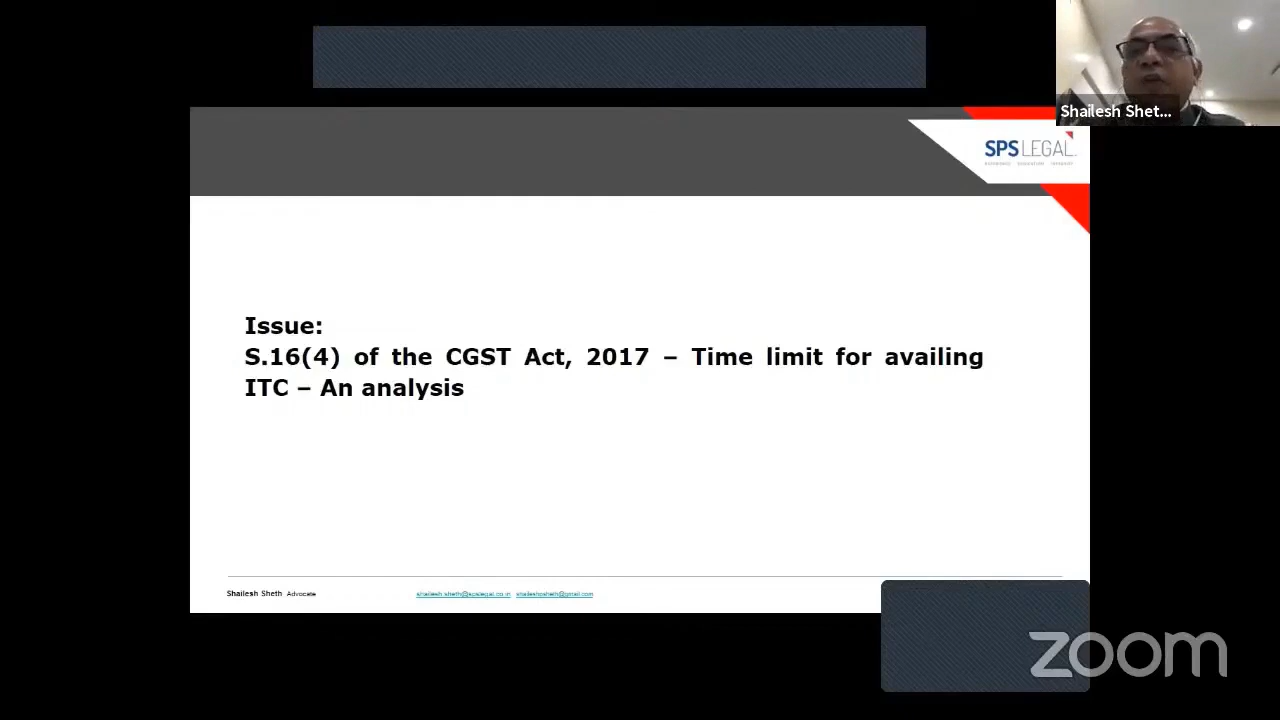 Shailesh Shet...
SPS LEGAL
Issue:
S.16(4) of the CGST Act, 2017 – Time limit for availing
ITC – An analysis
Shailesh Sheth Advocate
shailesh.sheth@spslegal.co.in shaileshpsheth@gmail.com
zoom